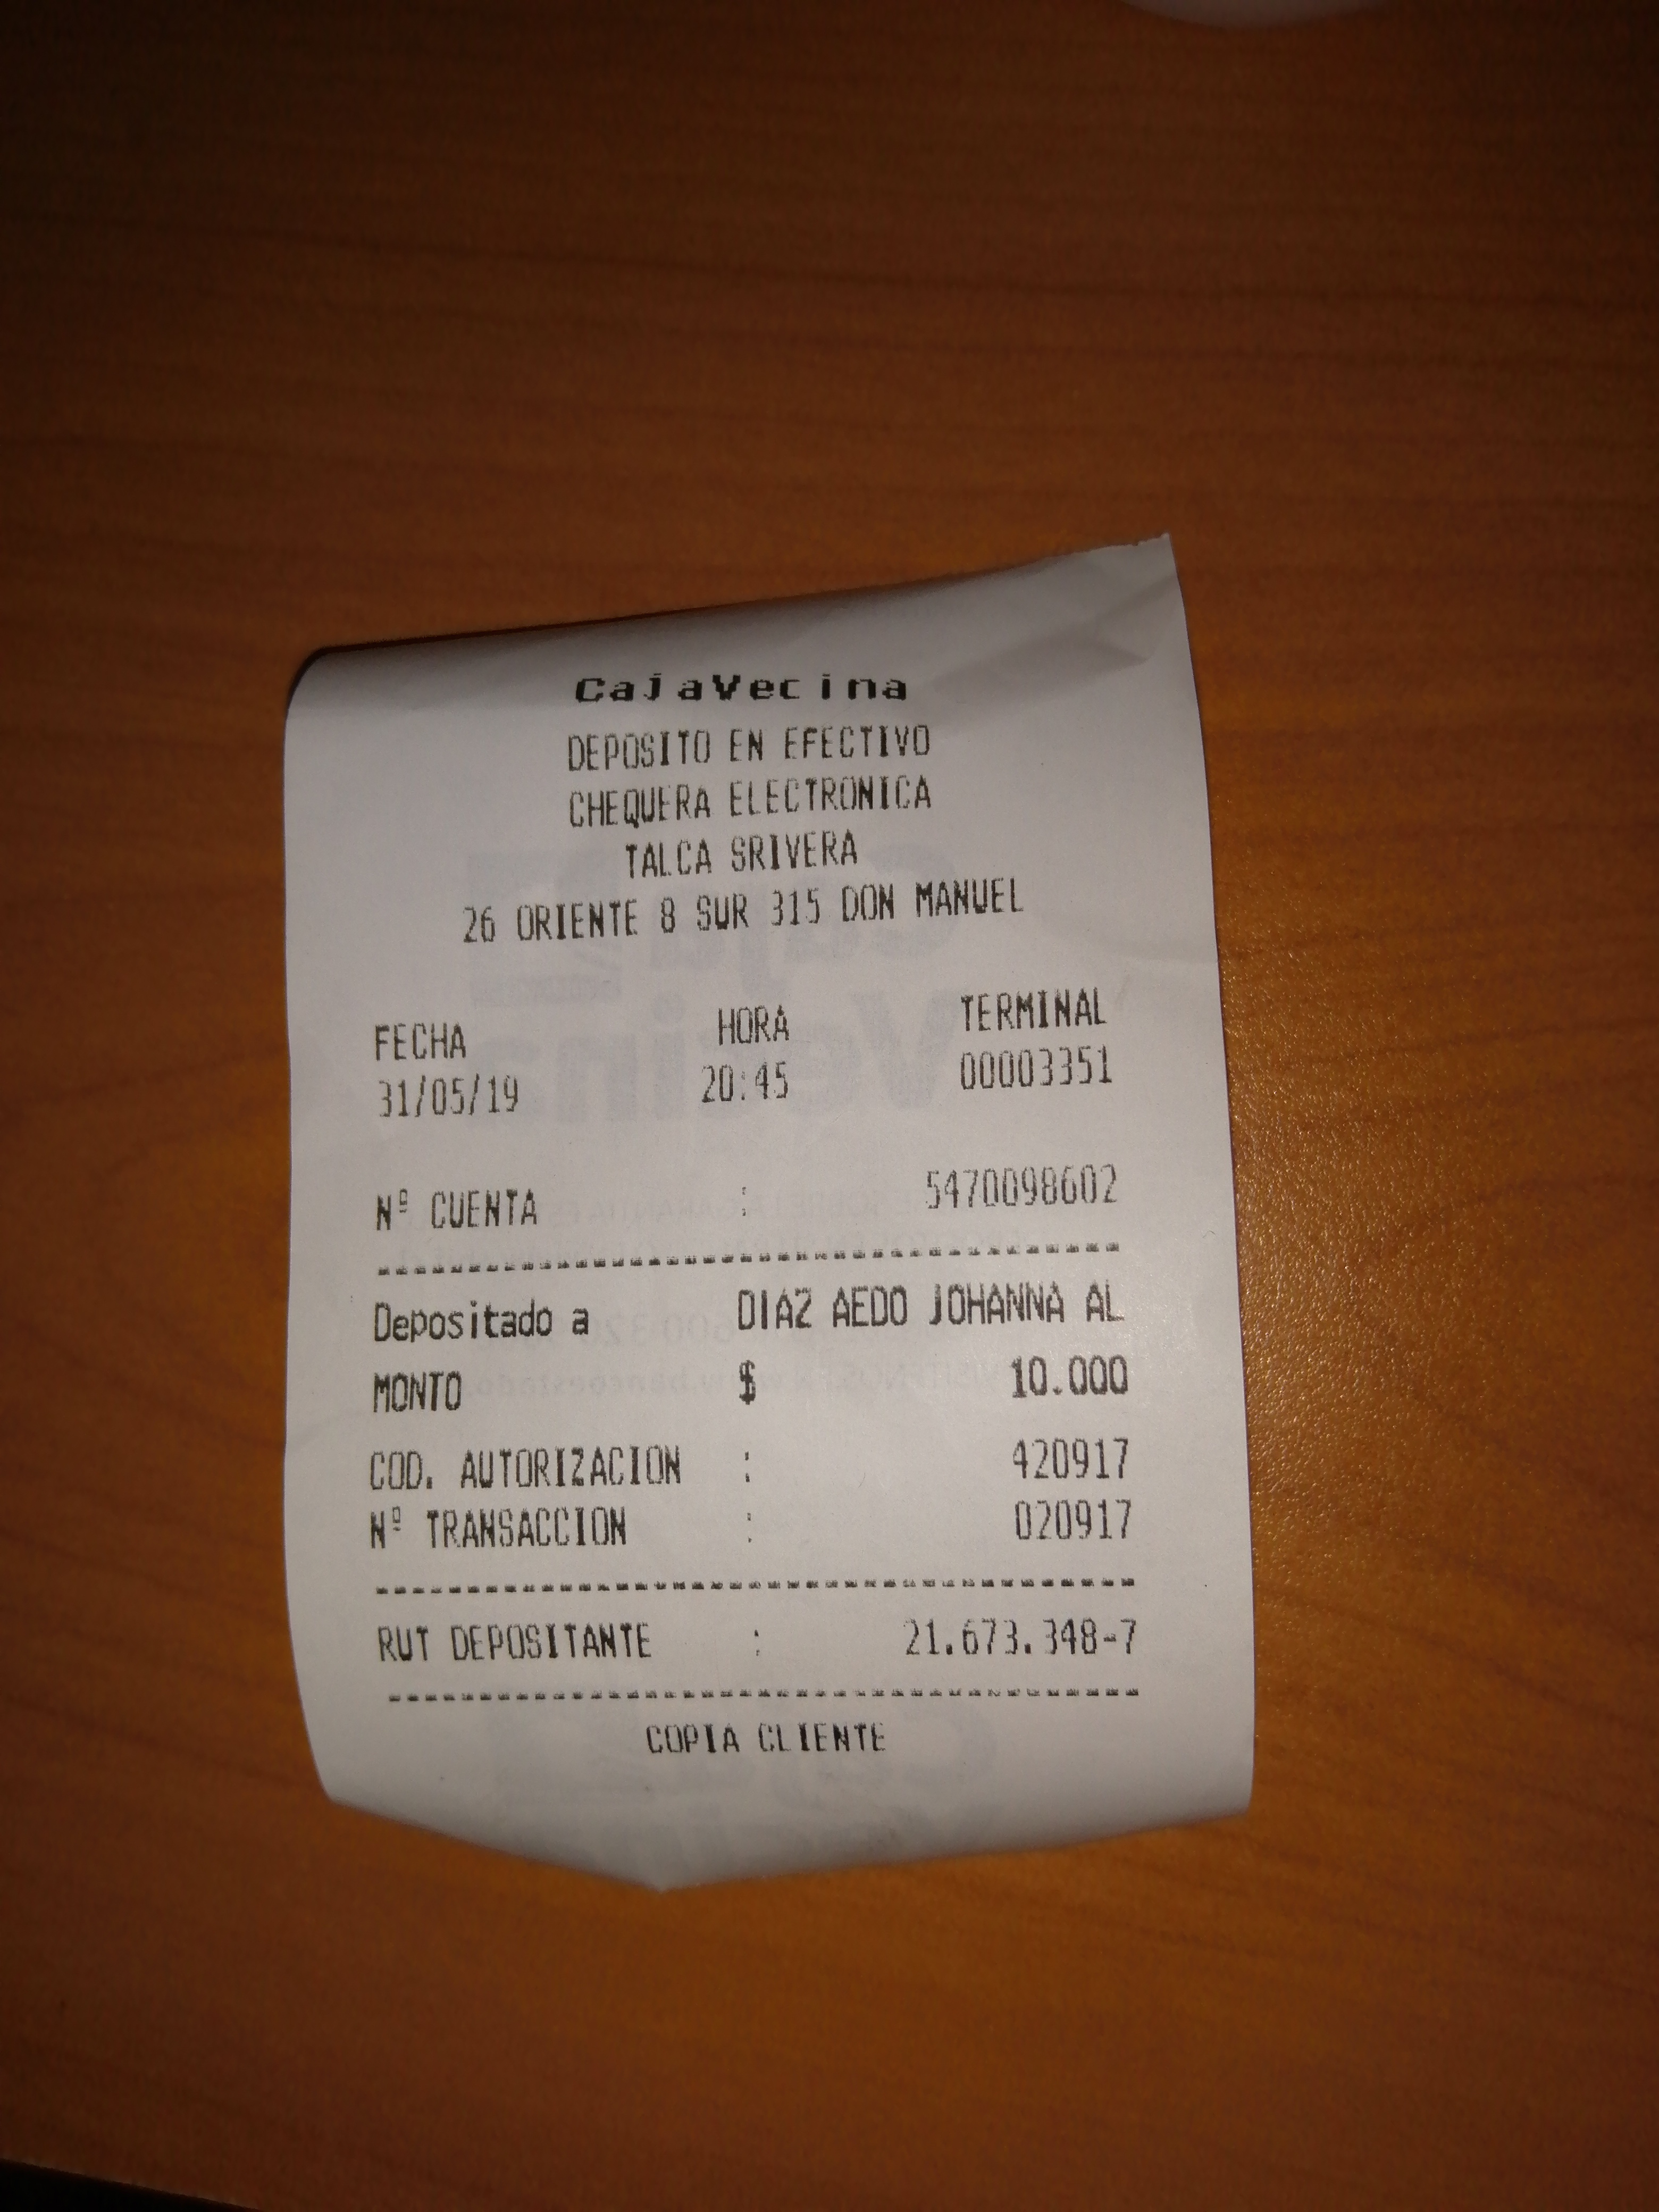 CajaVecina
DEPOSITO EN EFECTIVO
CHEQUERA ELECTRONICA
TALCA SRIVERA
26 ORIENTE 8 SUR 315 DON MANUEL
FECHA HORA TERMINAL
31/05/19 20:45 00003351
Nº CUENTA : 5470098602
Depositado a DIAZ AEDO JOHANNA AL
MONTO $ 10.000
COD. AUTORIZACION : 420917
Nº TRANSACCION : 020917
RUT DEPOSITANTE : 21.673.348-7
COPIA CLIENTE